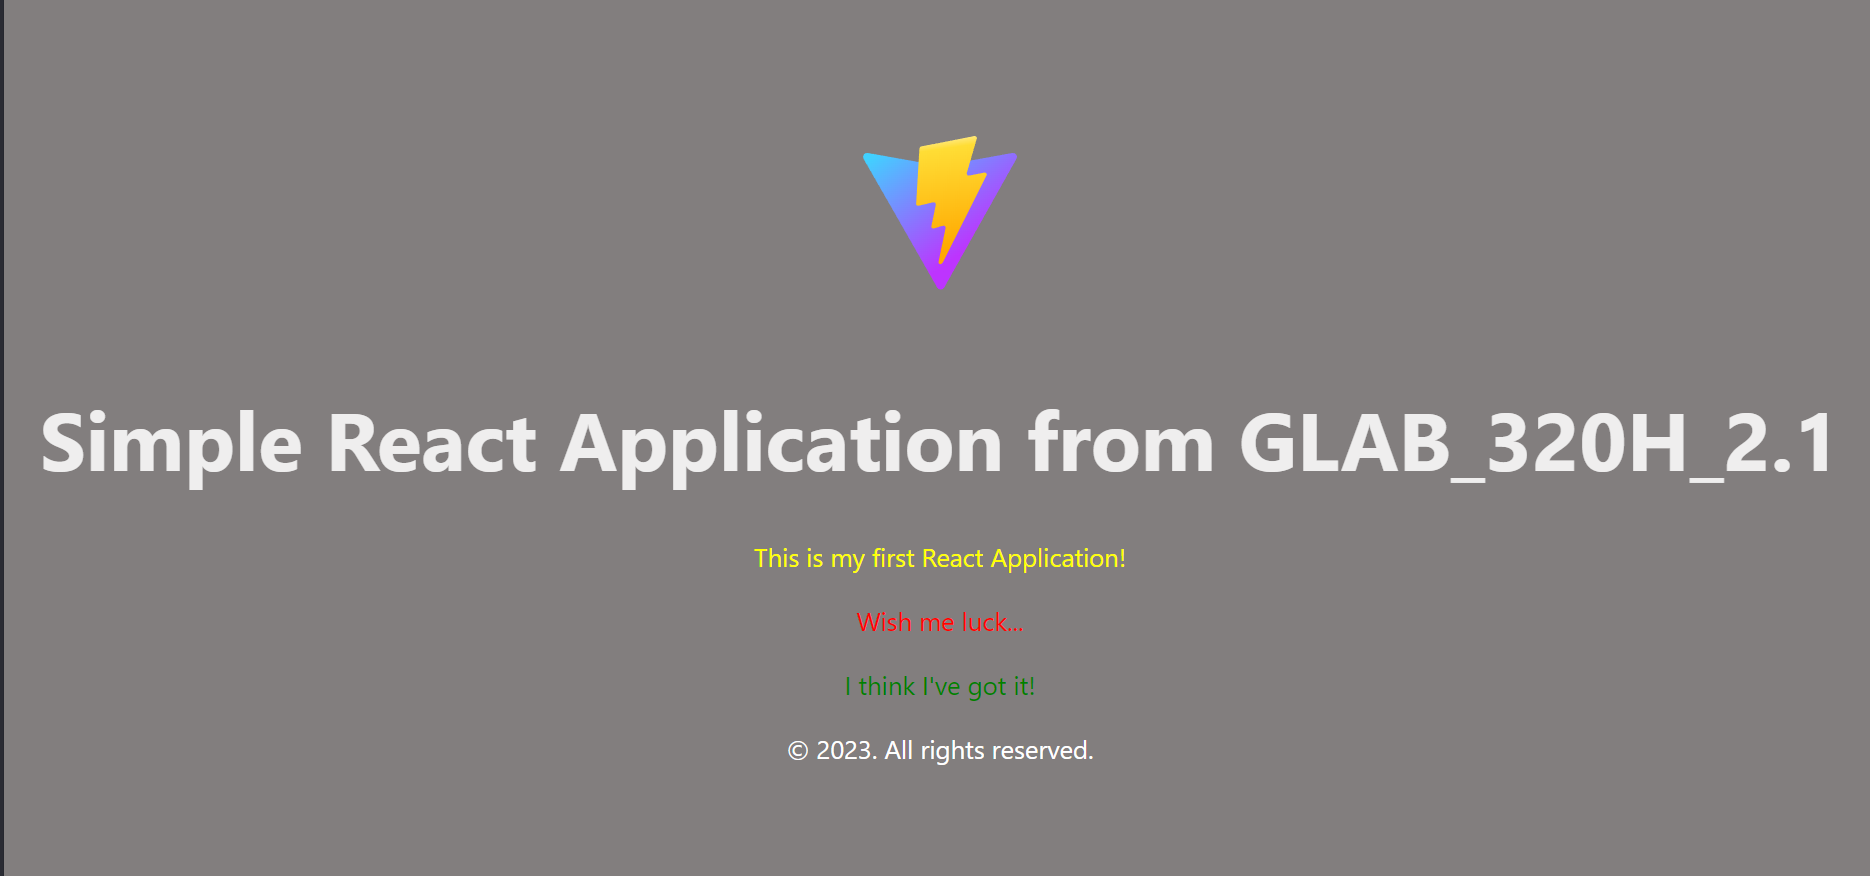 Simple React Application from GLAB_320H_2.1
This is my first React Application!
Wish me luck...
I think I've got it!
© 2023. All rights reserved.